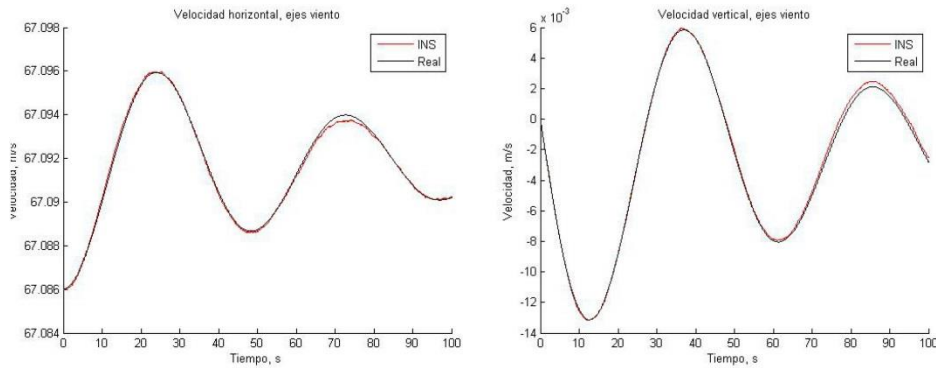 Velocidad horizontal, ejes viento
67.098
67.096
67.094
67.092
67.09
67.088
67.086
67.084
Velocidad, m/s
INS
Real
0 10 20 30 40 50 60 70 80 90 100
Tiempo, s
Velocidad vertical, ejes viento
x 10⁻³
6
4
2
0
-2
-4
-6
-8
-10
-12
-14
Velocidad, m/s
INS
Real
0 10 20 30 40 50 60 70 80 90 100
Tiempo, s